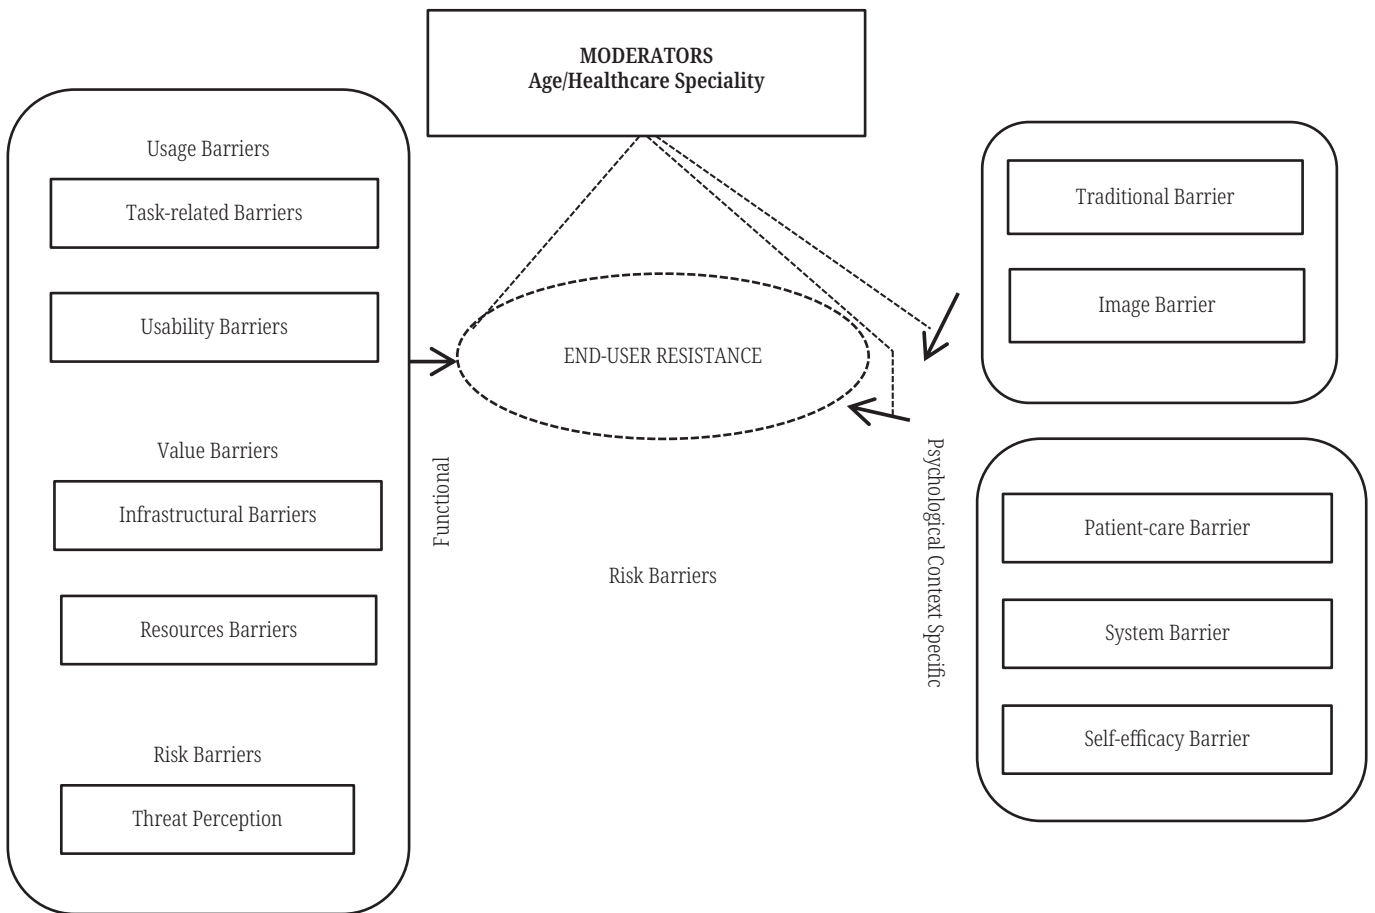 MODERATORS
Age/Healthcare Speciality
Usage Barriers
Task-related Barriers
Usability Barriers
Value Barriers
Infrastructural Barriers
Resources Barriers
Risk Barriers
Threat Perception
END-USER RESISTANCE
Functional
Risk Barriers
Psychological Context Specific
Traditional Barrier
Image Barrier
Patient-care Barrier
System Barrier
Self-efficacy Barrier